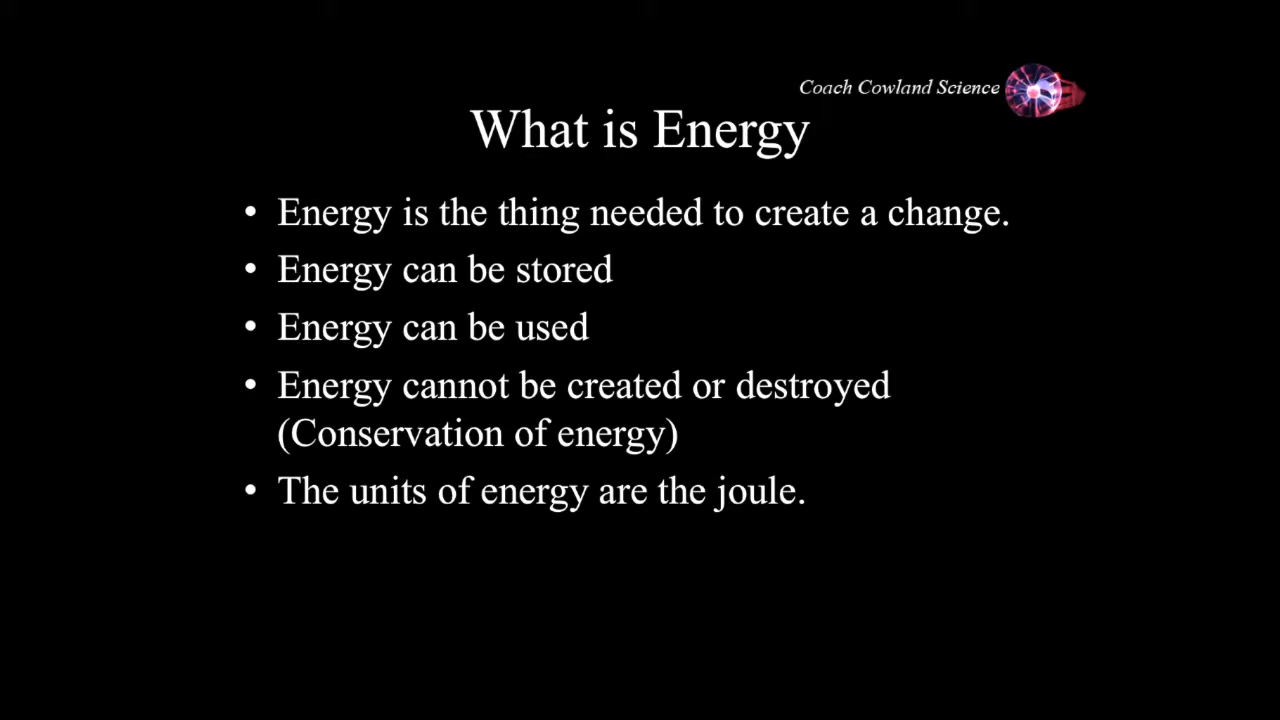 Coach Cowland Science
What is Energy
• Energy is the thing needed to create a change.
• Energy can be stored
• Energy can be used
• Energy cannot be created or destroyed
(Conservation of energy)
• The units of energy are the joule.